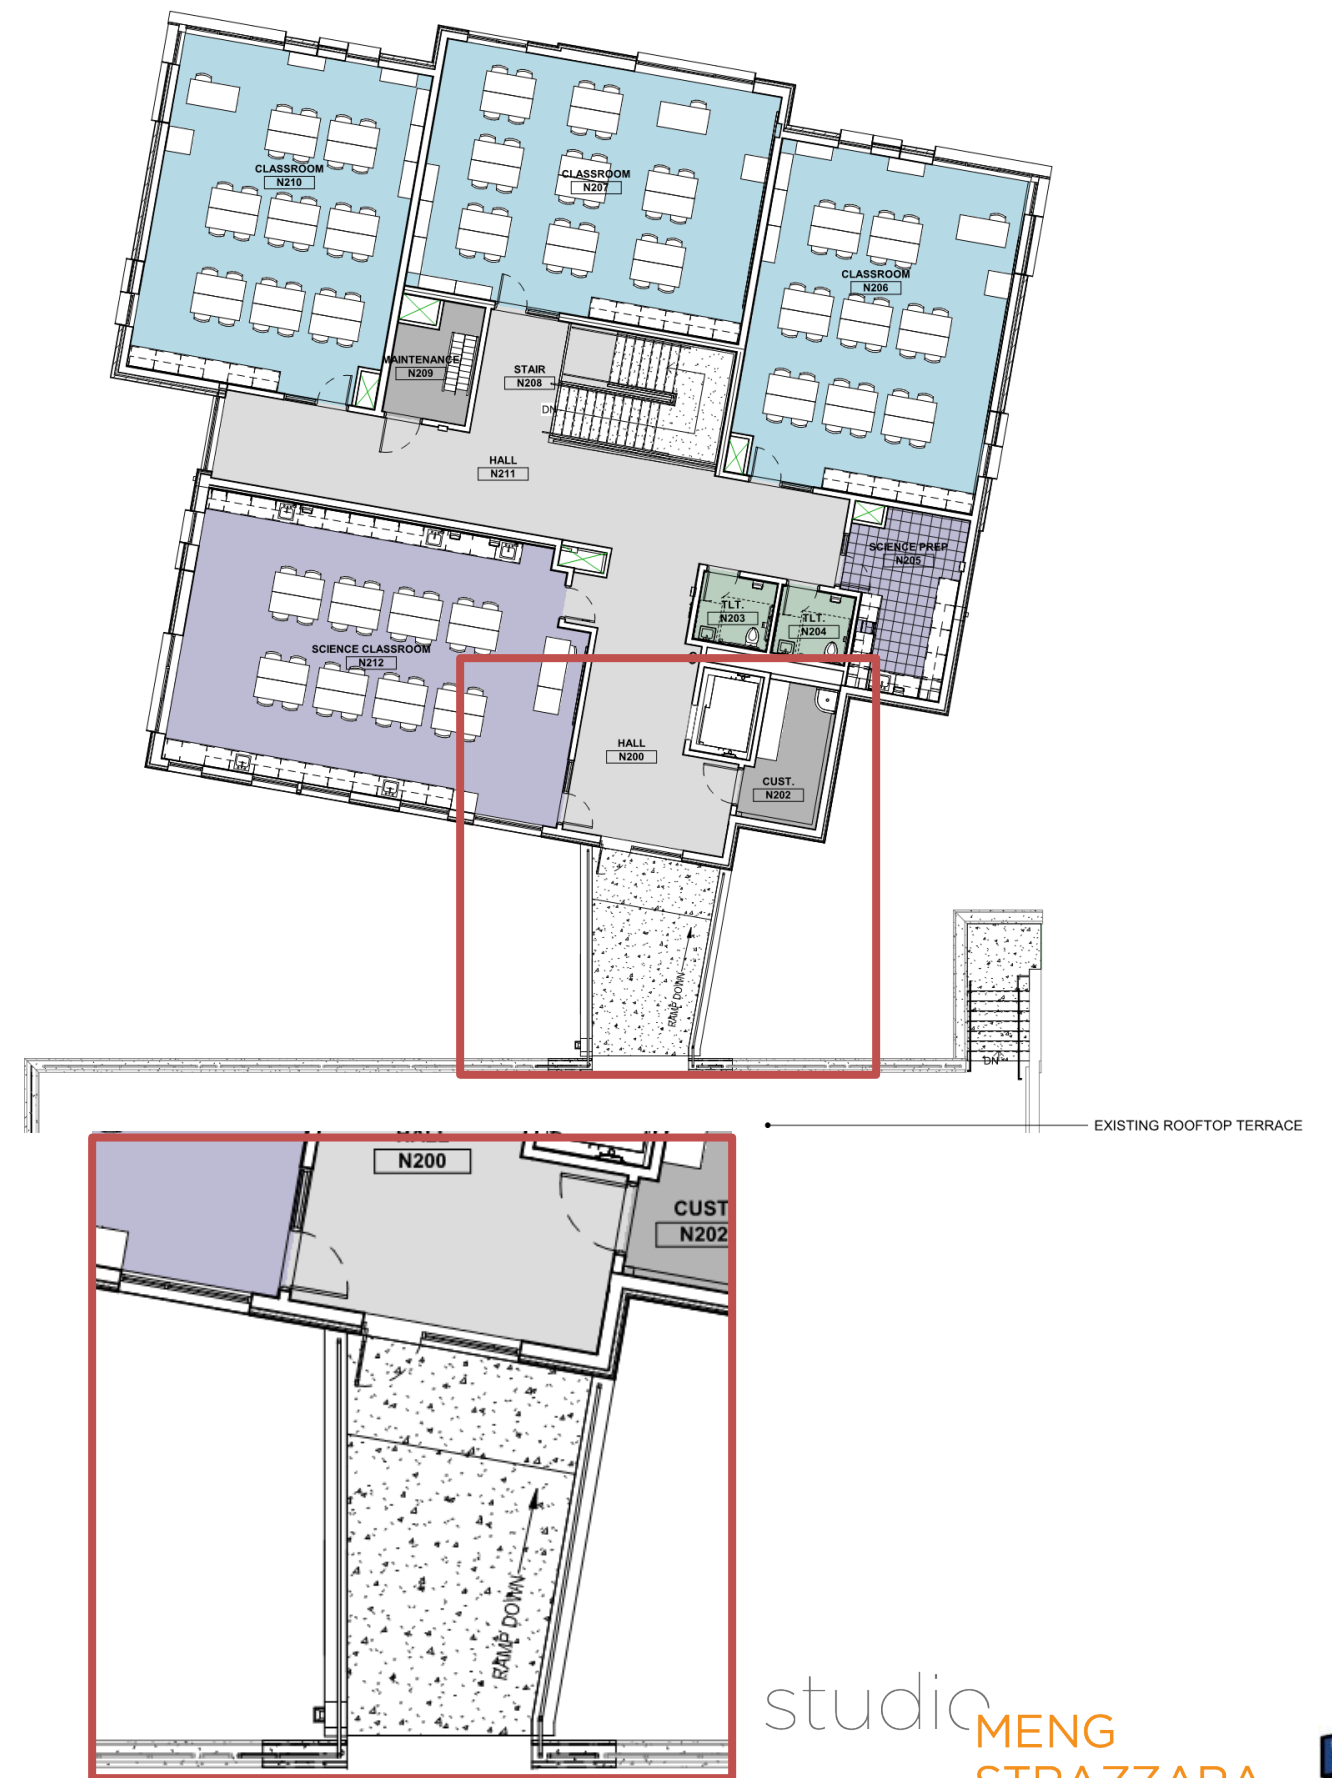 CLASSROOM
N210
CLASSROOM
N207
CLASSROOM
N206
MAINTENANCE
N209
STAIR
N208
DN
HALL
N211
SCIENCE PREP
N205
TLT.
N203
TLT.
N204
SCIENCE CLASSROOM
N212
HALL
N200
CUST.
N202
RAMP DOWN
DN
EXISTING ROOFTOP TERRACE
HALL
N200
CUST
N202
RAMP DOWN
studio
MENG
STRAZZARA